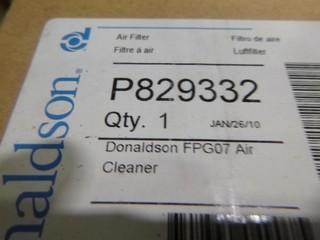 naldson
Air Filter Filtro de aire
Filtre à air Luftfilter
P829332
Qty. 1 JAN/26/10
Donaldson FPG07 Air
Cleaner